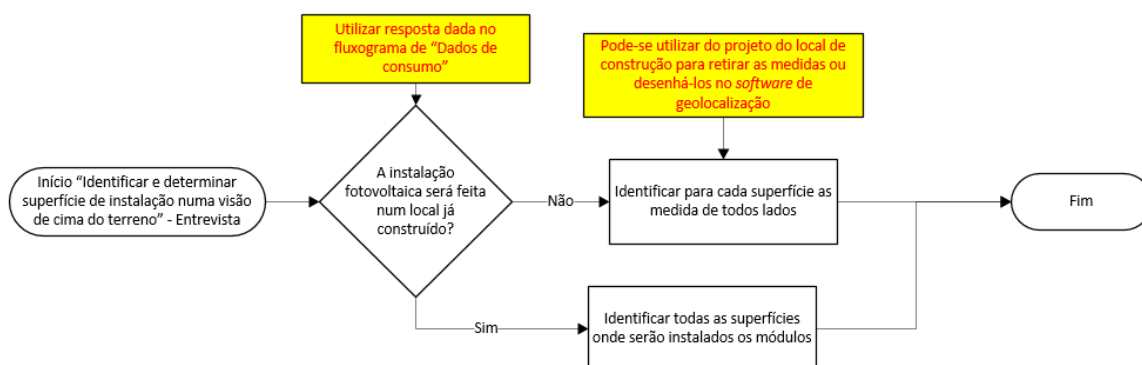 Utilizar resposta dada no
fluxograma de “Dados de
consumo”
Pode-se utilizar do projeto do local de
construção para retirar as medidas ou
desenhá-los no software de
geolocalização
Início “Identificar e determinar
superfície de instalação numa visão
de cima do terreno” - Entrevista
A instalação
fotovoltaica será feita
num local já
construído?
Não
Identificar para cada superfície as
medida de todos lados
Fim
Sim
Identificar todas as superfícies
onde serão instalados os módulos